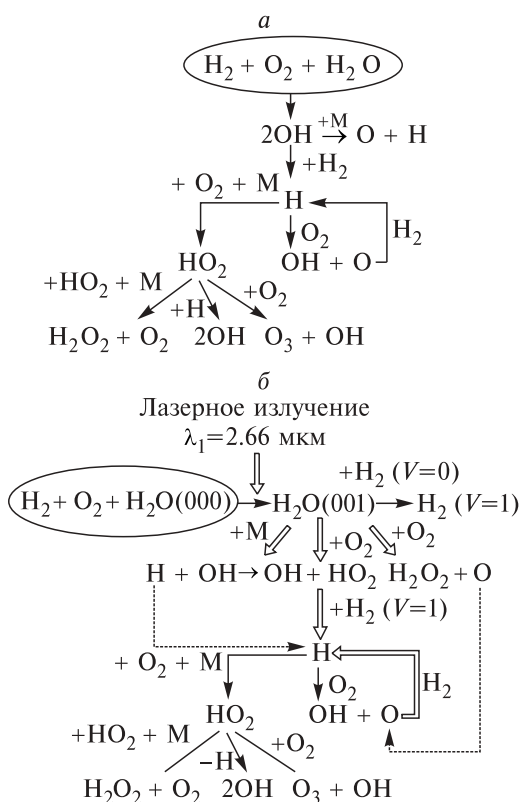 а
H₂ + O₂ + H₂ O
2OH +M → O + H
+H₂
+ O₂ + M H
O₂ H₂
HO₂ OH + O
+HO₂ + M +H +O₂
H₂O₂ + O₂ 2OH O₃ + OH
б
Лазерное излучение
λ₁=2.66 мкм
+H₂ (V=0)
H₂ + O₂ + H₂O(000) → H₂O(001) → H₂ (V=1)
+M +O₂ +O₂
H + OH → OH + HO₂ H₂O₂ + O
+H₂ (V=1)
H
+ O₂ + M O₂ H₂
HO₂ OH + O
+HO₂ + M –H +O₂
H₂O₂ + O₂ 2OH O₃ + OH